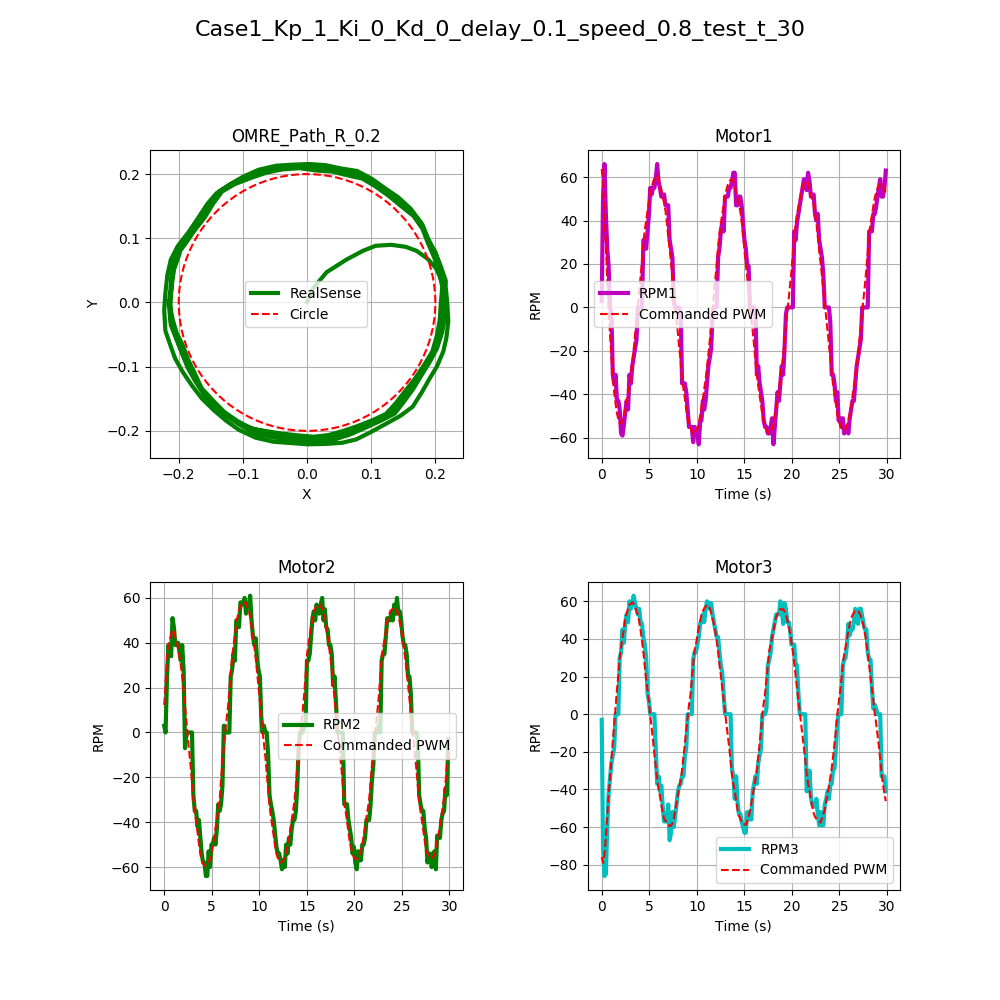 Case1_Kp_1_Ki_0_Kd_0_delay_0.1_speed_0.8_test_t_30
OMRE_Path_R_0.2
0.2
0.1
0.0
−0.1
−0.2
Y
RealSense
Circle
−0.2
−0.1
0.0
0.1
0.2
X
Motor1
60
40
20
0
−20
−40
−60
RPM
RPM1
Commanded PWM
0
5
10
15
20
25
30
Time (s)
Motor2
60
40
20
0
−20
−40
−60
RPM
RPM2
Commanded PWM
0
5
10
15
20
25
30
Time (s)
Motor3
60
40
20
0
−20
−40
−60
−80
RPM
RPM3
Commanded PWM
0
5
10
15
20
25
30
Time (s)